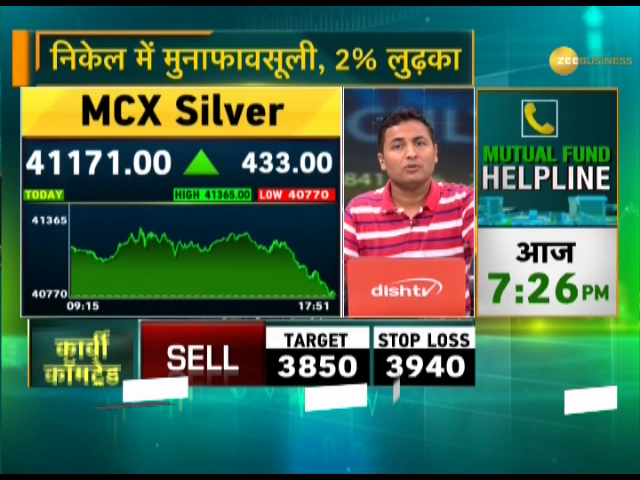 निकेल में मुनाफावसूली, 2% लुढ़का
ZEE BUSINESS
MCX Silver
41171.00 433.00
TODAY HIGH 41365.00 LOW 40770
41365
40770
09:15 17:51
dishtv
MUTUAL FUND
HELPLINE
आज
7:26 PM
कार्वी
कॉमट्रेड
SELL
TARGET
3850
STOP LOSS
3940